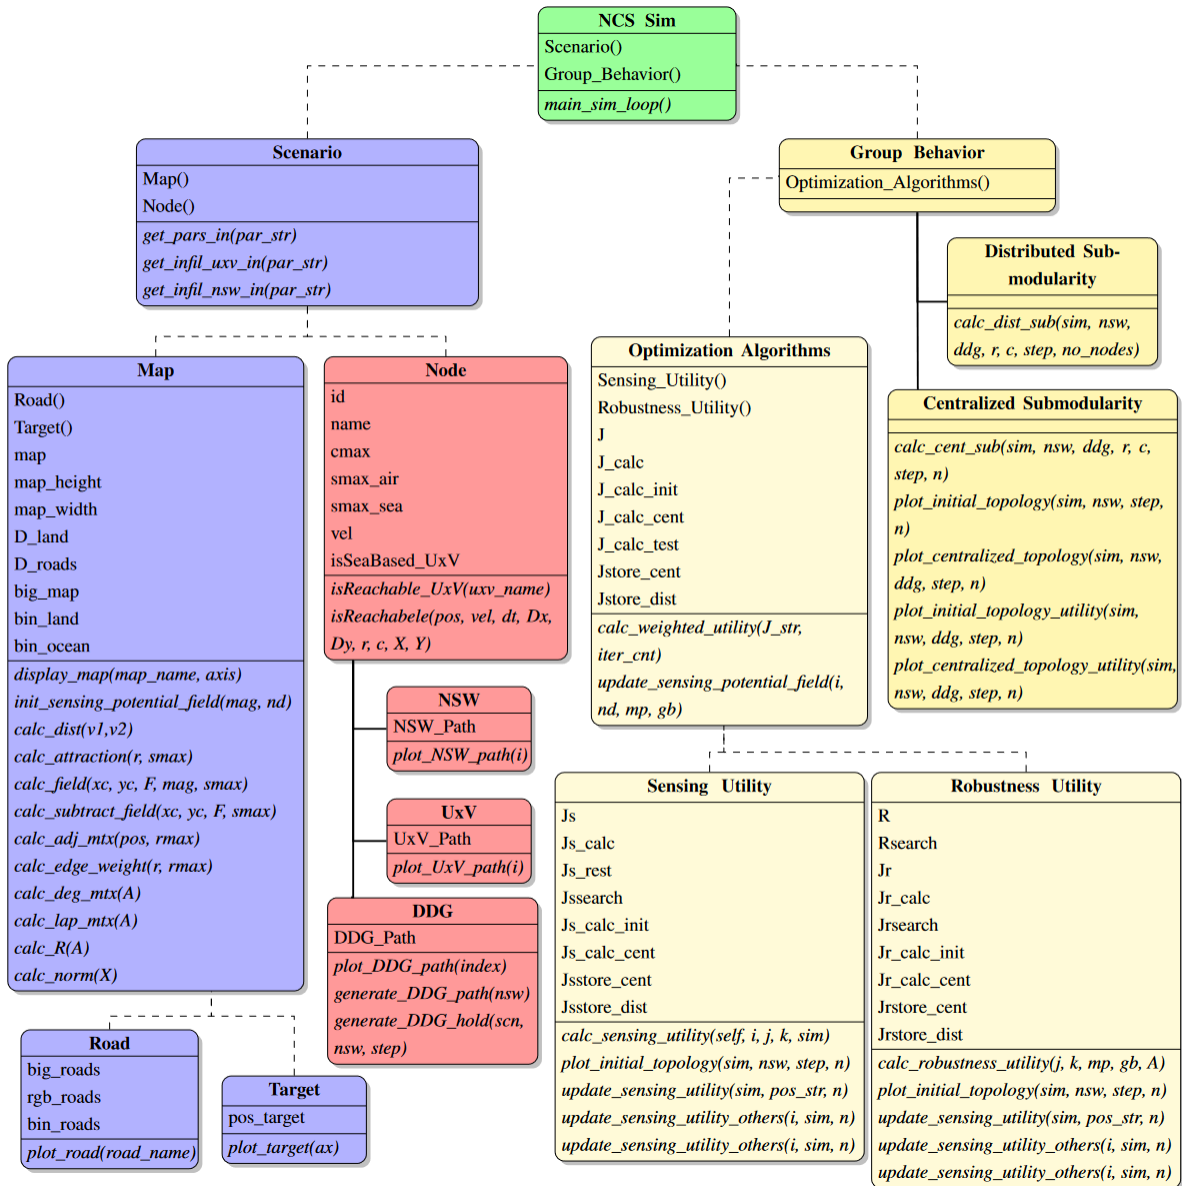 NCS Sim
Scenario()
Group_Behavior()
main_sim_loop()
Scenario
Map()
Node()
get_pars_in(par_str)
get_infil_uxv_in(par_str)
get_infil_nsw_in(par_str)
Group Behavior
Optimization_Algorithms()
Distributed Sub-
modularity
calc_dist_sub(sim, nsw,
ddg, r, c, step, no_nodes)
Map
Road()
Target()
map
map_height
map_width
D_land
D_roads
big_map
bin_land
bin_ocean
display_map(map_name, axis)
init_sensing_potential_field(mag, nd)
calc_dist(v1,v2)
calc_attraction(r, smax)
calc_field(xc, yc, F, mag, smax)
calc_subtract_field(xc, yc, F, smax)
calc_adj_mtx(pos, rmax)
calc_edge_weight(r, rmax)
calc_deg_mtx(A)
calc_lap_mtx(A)
calc_R(A)
calc_norm(X)
Node
id
name
cmax
smax_air
smax_sea
vel
isSeaBased_UxV
isReachable_UxV(uxv_name)
isReachabele(pos, vel, dt, Dx,
Dy, r, c, X, Y)
Optimization Algorithms
Sensing_Utility()
Robustness_Utility()
J
J_calc
J_calc_init
J_calc_cent
J_calc_test
Jstore_cent
Jstore_dist
calc_weighted_utility(J_str,
iter_cnt)
update_sensing_potential_field(i,
nd, mp, gb)
Centralized Submodularity
calc_cent_sub(sim, nsw, ddg, r, c,
step, n)
plot_initial_topology(sim, nsw, step,
n)
plot_centralized_topology(sim, nsw,
ddg, step, n)
plot_initial_topology_utility(sim,
nsw, ddg, step, n)
plot_centralized_topology_utility(sim,
nsw, ddg, step, n)
NSW
NSW_Path
plot_NSW_path(i)
UxV
UxV_Path
plot_UxV_path(i)
DDG
DDG_Path
plot_DDG_path(index)
generate_DDG_path(nsw)
generate_DDG_hold(scn,
nsw, step)
Sensing Utility
Js
Js_calc
Js_rest
Jssearch
Js_calc_init
Js_calc_cent
Jsstore_cent
Jsstore_dist
calc_sensing_utility(self, i, j, k, sim)
plot_initial_topology(sim, nsw, step, n)
update_sensing_utility(sim, pos_str, n)
update_sensing_utility_others(i, sim, n)
update_sensing_utility_others(i, sim, n)
Robustness Utility
R
Rsearch
Jr
Jr_calc
Jrsearch
Jr_calc_init
Jr_calc_cent
Jrstore_cent
Jrstore_dist
calc_robustness_utility(j, k, mp, gb, A)
plot_initial_topology(sim, nsw, step, n)
update_sensing_utility(sim, pos_str, n)
update_sensing_utility_others(i, sim, n)
update_sensing_utility_others(i, sim, n)
Road
big_roads
rgb_roads
bin_roads
plot_road(road_name)
Target
pos_target
plot_target(ax)